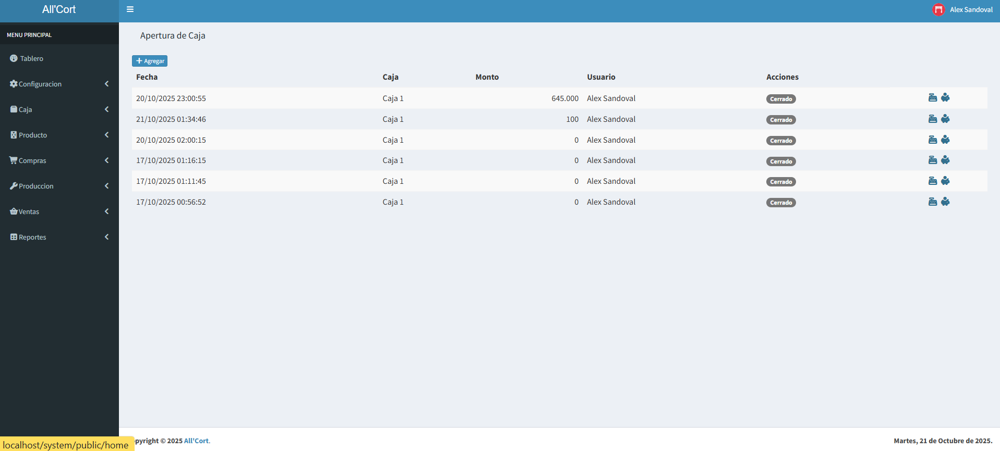 All'Cort
Alex Sandoval
MENU PRINCIPAL
Tablero
Configuracion
Caja
Producto
Compras
Produccion
Ventas
Reportes
Apertura de Caja
Agregar
Fecha Caja Monto Usuario Acciones
20/10/2025 23:00:55 Caja 1 645.000 Alex Sandoval Cerrado
21/10/2025 01:34:46 Caja 1 100 Alex Sandoval Cerrado
20/10/2025 02:00:15 Caja 1 0 Alex Sandoval Cerrado
17/10/2025 01:16:15 Caja 1 0 Alex Sandoval Cerrado
17/10/2025 01:11:45 Caja 1 0 Alex Sandoval Cerrado
17/10/2025 00:56:52 Caja 1 0 Alex Sandoval Cerrado
opyright © 2025 All'Cort.
Martes, 21 de Octubre de 2025.
localhost/system/public/home